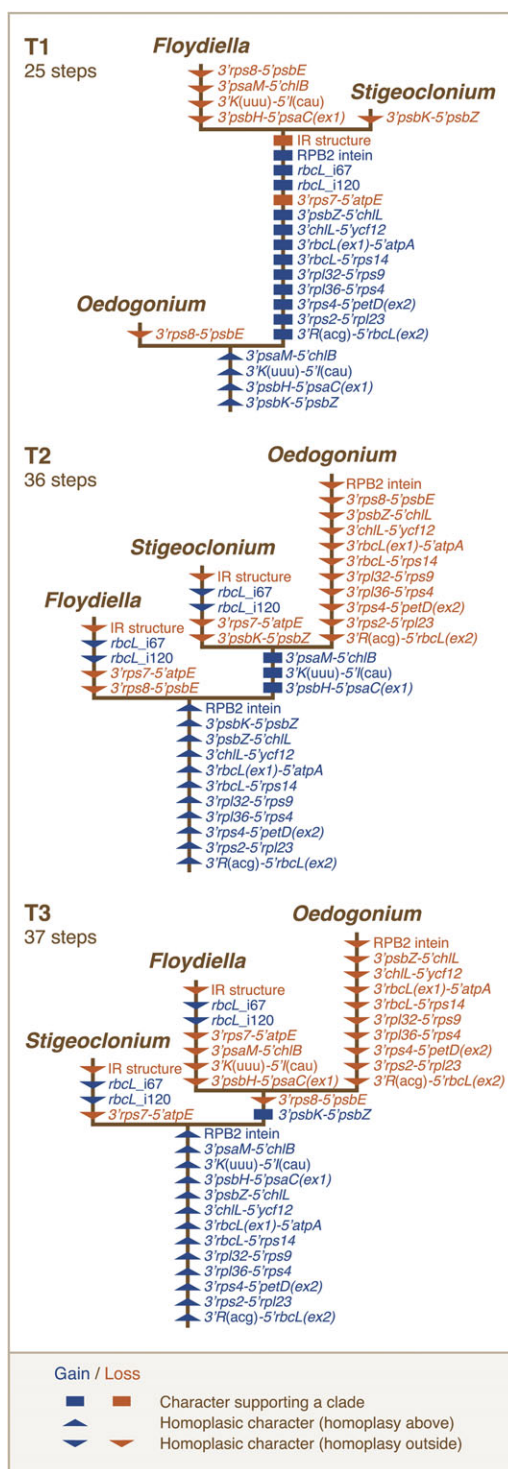 T1
25 steps
Floydiella
3'rps8-5'psbE
3'psaM-5'chlB
3'K(uuu)-5'I(cau)
3'psbH-5'psaC(ex1)
Stigeoclonium
3'psbK-5'psbZ
IR structure
RPB2 intein
rbcL_i67
rbcL_i120
3'rps7-5'atpE
3'psbZ-5'chlL
3'chlL-5'ycf12
3'rbcL(ex1)-5'atpA
3'rbcL-5'rps14
3'rpl32-5'rps9
3'rpl36-5'rps4
3'rps4-5'petD(ex2)
3'rps2-5'rpl23
3'R(acg)-5'rbcL(ex2)
Oedogonium
3'rps8-5'psbE
3'psaM-5'chlB
3'K(uuu)-5'I(cau)
3'psbH-5'psaC(ex1)
3'psbK-5'psbZ
T2
36 steps
Oedogonium
RPB2 intein
3'rps8-5'psbE
3'psbZ-5'chlL
3'chlL-5'ycf12
3'rbcL(ex1)-5'atpA
3'rbcL-5'rps14
3'rpl32-5'rps9
3'rpl36-5'rps4
3'rps4-5'petD(ex2)
3'rps2-5'rpl23
3'R(acg)-5'rbcL(ex2)
Stigeoclonium
IR structure
rbcL_i67
rbcL_i120
3'rps7-5'atpE
3'psbK-5'psbZ
Floydiella
IR structure
rbcL_i67
rbcL_i120
3'rps7-5'atpE
3'rps8-5'psbE
3'psaM-5'chlB
3'K(uuu)-5'I(cau)
3'psbH-5'psaC(ex1)
RPB2 intein
3'psbK-5'psbZ
3'psbZ-5'chlL
3'chlL-5'ycf12
3'rbcL(ex1)-5'atpA
3'rbcL-5'rps14
3'rpl32-5'rps9
3'rpl36-5'rps4
3'rps4-5'petD(ex2)
3'rps2-5'rpl23
3'R(acg)-5'rbcL(ex2)
T3
37 steps
Oedogonium
RPB2 intein
3'psbZ-5'chlL
3'chlL-5'ycf12
3'rbcL(ex1)-5'atpA
3'rbcL-5'rps14
3'rpl32-5'rps9
3'rpl36-5'rps4
3'rps4-5'petD(ex2)
3'rps2-5'rpl23
3'R(acg)-5'rbcL(ex2)
Floydiella
IR structure
rbcL_i67
rbcL_i120
3'rps7-5'atpE
3'psaM-5'chlB
3'K(uuu)-5'I(cau)
3'psbH-5'psaC(ex1)
Stigeoclonium
IR structure
rbcL_i67
rbcL_i120
3'rps7-5'atpE
3'rps8-5'psbE
3'psbK-5'psbZ
RPB2 intein
3'psaM-5'chlB
3'K(uuu)-5'I(cau)
3'psbH-5'psaC(ex1)
3'psbZ-5'chlL
3'chlL-5'ycf12
3'rbcL(ex1)-5'atpA
3'rbcL-5'rps14
3'rpl32-5'rps9
3'rpl36-5'rps4
3'rps4-5'petD(ex2)
3'rps2-5'rpl23
3'R(acg)-5'rbcL(ex2)
Gain / Loss
Character supporting a clade
Homoplasic character (homoplasy above)
Homoplasic character (homoplasy outside)